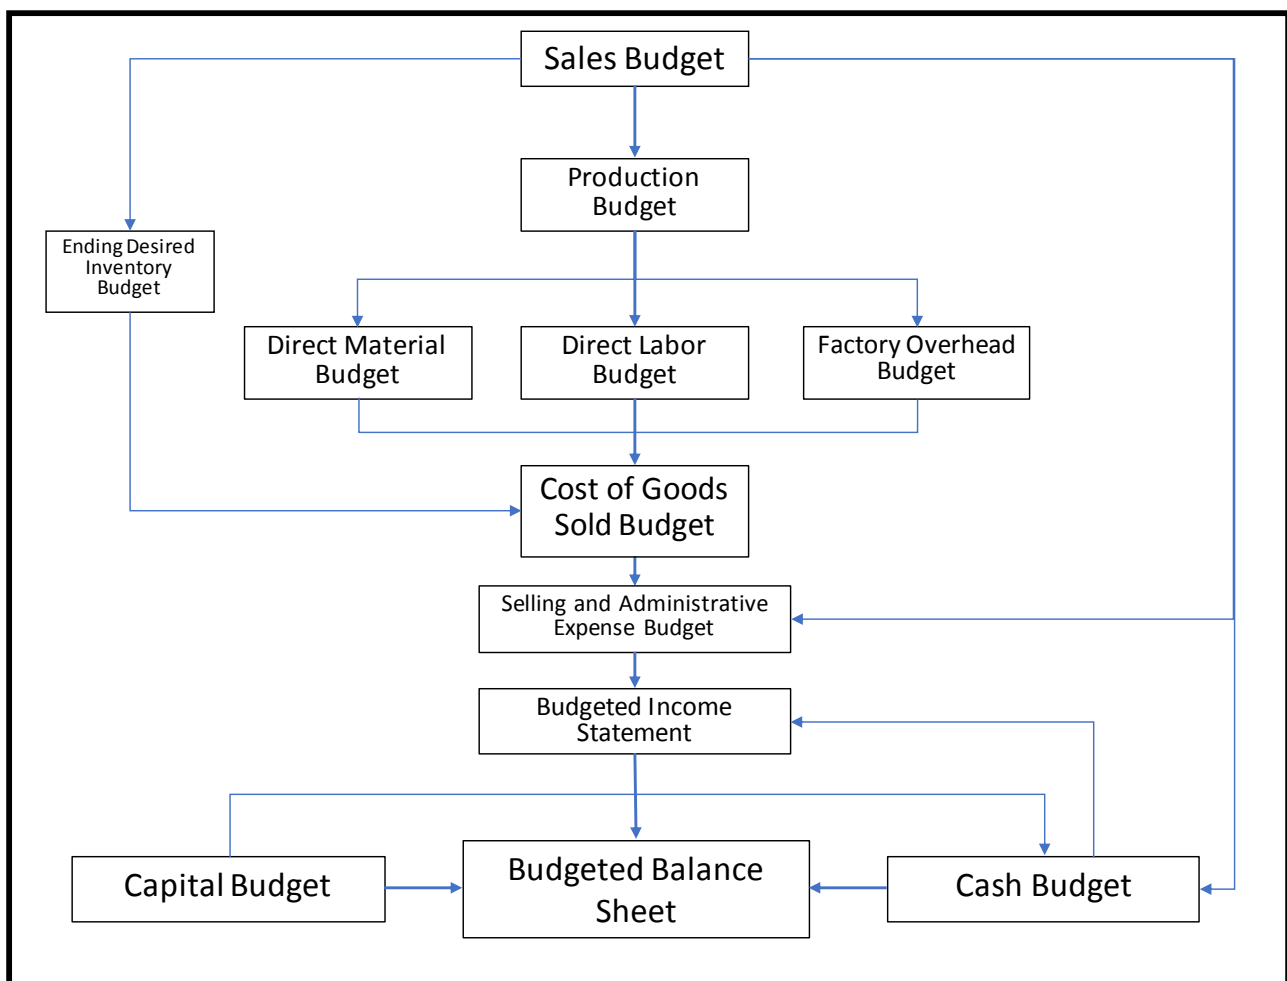 Sales Budget
Production
Budget
Ending Desired
Inventory
Budget
Direct Material
Budget
Direct Labor
Budget
Factory Overhead
Budget
Cost of Goods
Sold Budget
Selling and Administrative
Expense Budget
Budgeted Income
Statement
Capital Budget
Budgeted Balance
Sheet
Cash Budget